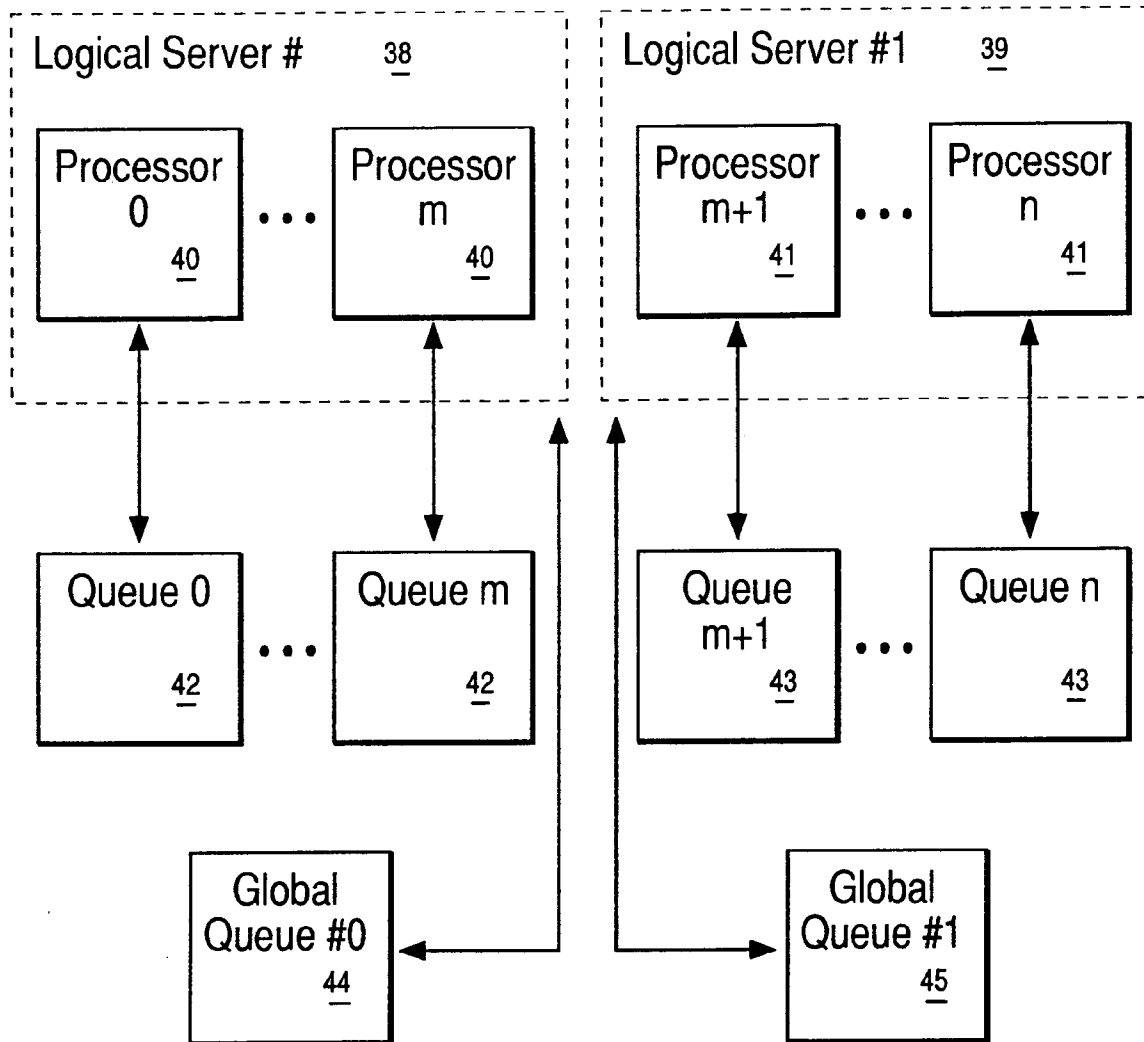 Logical Server # 38
Logical Server #1 39
Processor
0
40
Processor
m
40
Processor
m+1
41
Processor
n
41
Queue 0
42
Queue m
42
Queue
m+1
43
Queue n
43
Global
Queue #0
44
Global
Queue #1
45